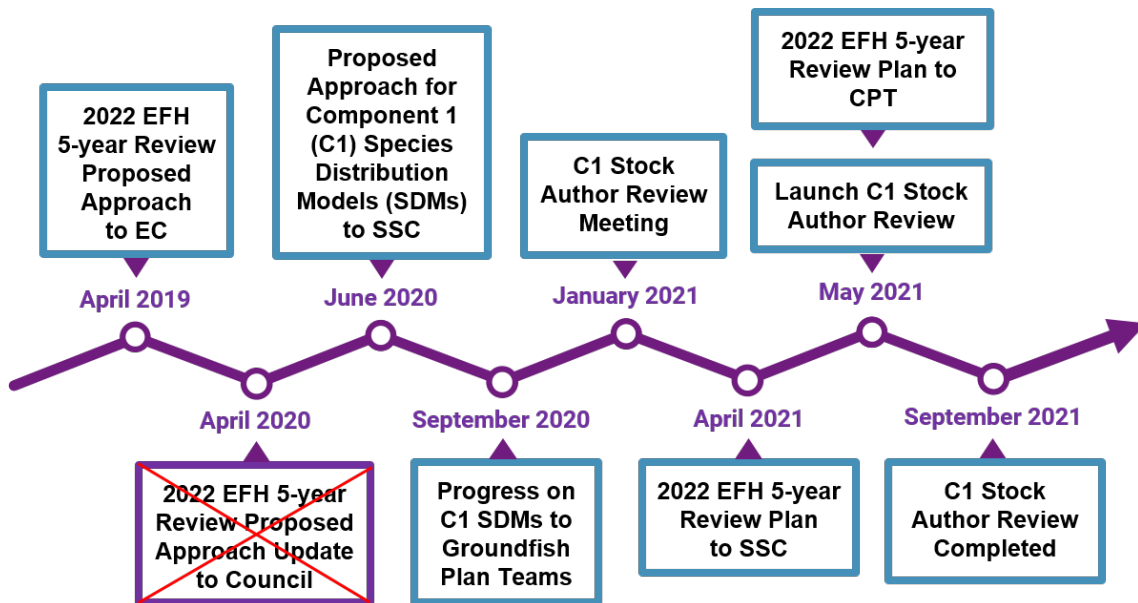 2022 EFH
5-year Review
Proposed
Approach
to EC
April 2019
2022 EFH 5-year
Review Proposed
Approach Update
to Council
April 2020
Proposed
Approach for
Component 1
(C1) Species
Distribution
Models (SDMs)
to SSC
June 2020
September 2020
Progress on
C1 SDMs to
Groundfish
Plan Teams
C1 Stock
Author Review
Meeting
January 2021
April 2021
2022 EFH 5-year
Review Plan
to SSC
2022 EFH 5-year
Review Plan to
CPT
Launch C1 Stock
Author Review
May 2021
September 2021
C1 Stock
Author Review
Completed